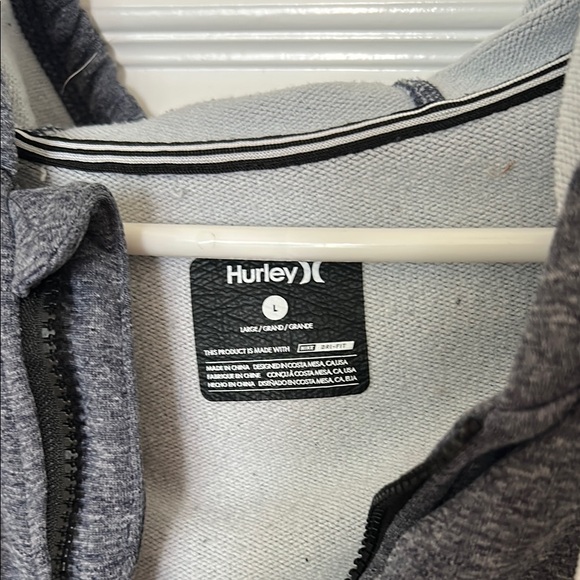 Hurley
L
LARGE / GRAND / GRANDE
THIS PRODUCT IS MADE WITH NIKE DRI-FIT
MADE IN CHINA DESIGNED IN COSTA MESA, CA, USA
FABRIQUE EN CHINE CONÇU À COSTA MESA, CA, USA
HECHO EN CHINA DISEÑADO EN COSTA MESA, CA, EUA